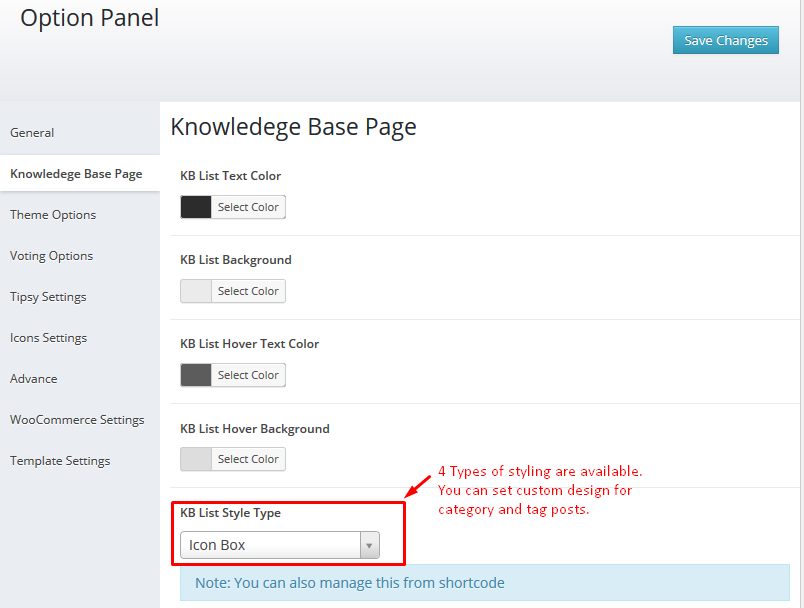 Option Panel
Save Changes
General
Knowledege Base Page
Theme Options
Voting Options
Tipsy Settings
Icons Settings
Advance
WooCommerce Settings
Template Settings
Knowledege Base Page
KB List Text Color
Select Color
KB List Background
Select Color
KB List Hover Text Color
Select Color
KB List Hover Background
Select Color
4 Types of styling are available.
You can set custom design for
category and tag posts.
KB List Style Type
Icon Box
Note: You can also manage this from shortcode